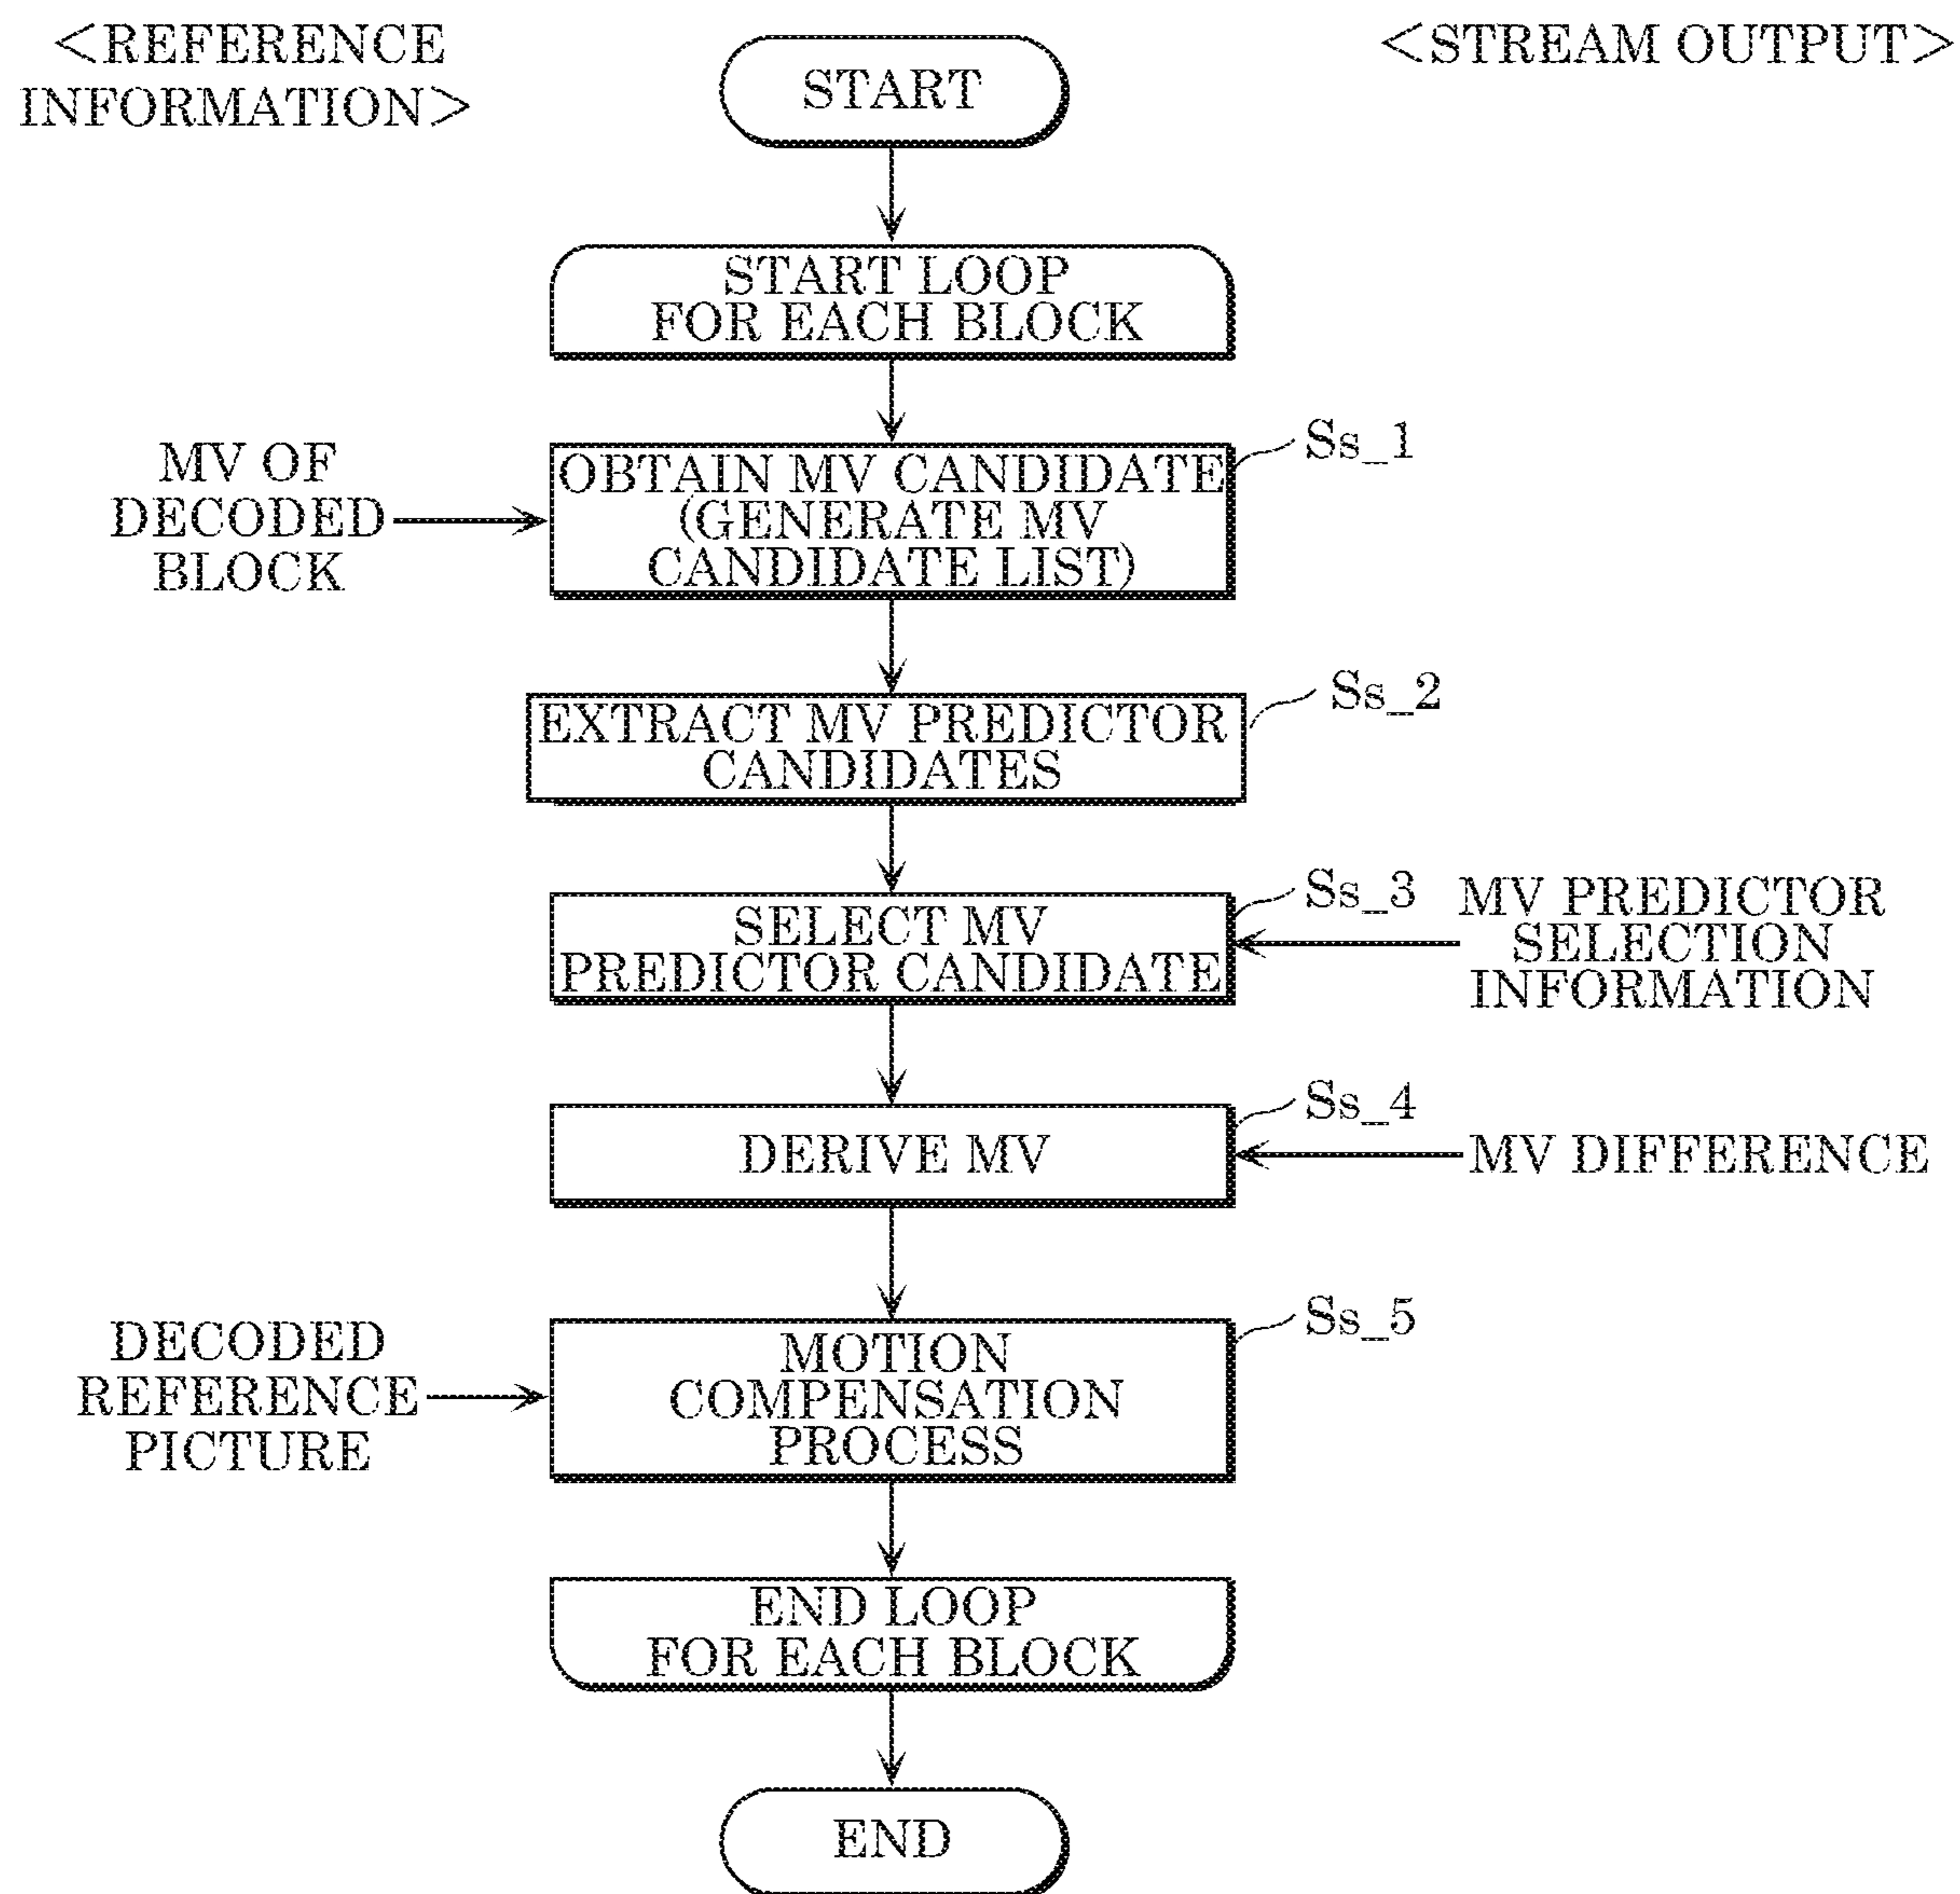 <REFERENCE
INFORMATION>
<STREAM OUTPUT>
START
START LOOP
FOR EACH BLOCK
MV OF
DECODED
BLOCK
OBTAIN MV CANDIDATE
(GENERATE MV
CANDIDATE LIST)
Ss_1
EXTRACT MV PREDICTOR
CANDIDATES
Ss_2
SELECT MV
PREDICTOR CANDIDATE
Ss_3
MV PREDICTOR
SELECTION
INFORMATION
DERIVE MV
Ss_4
MV DIFFERENCE
DECODED
REFERENCE
PICTURE
MOTION
COMPENSATION
PROCESS
Ss_5
END LOOP
FOR EACH BLOCK
END